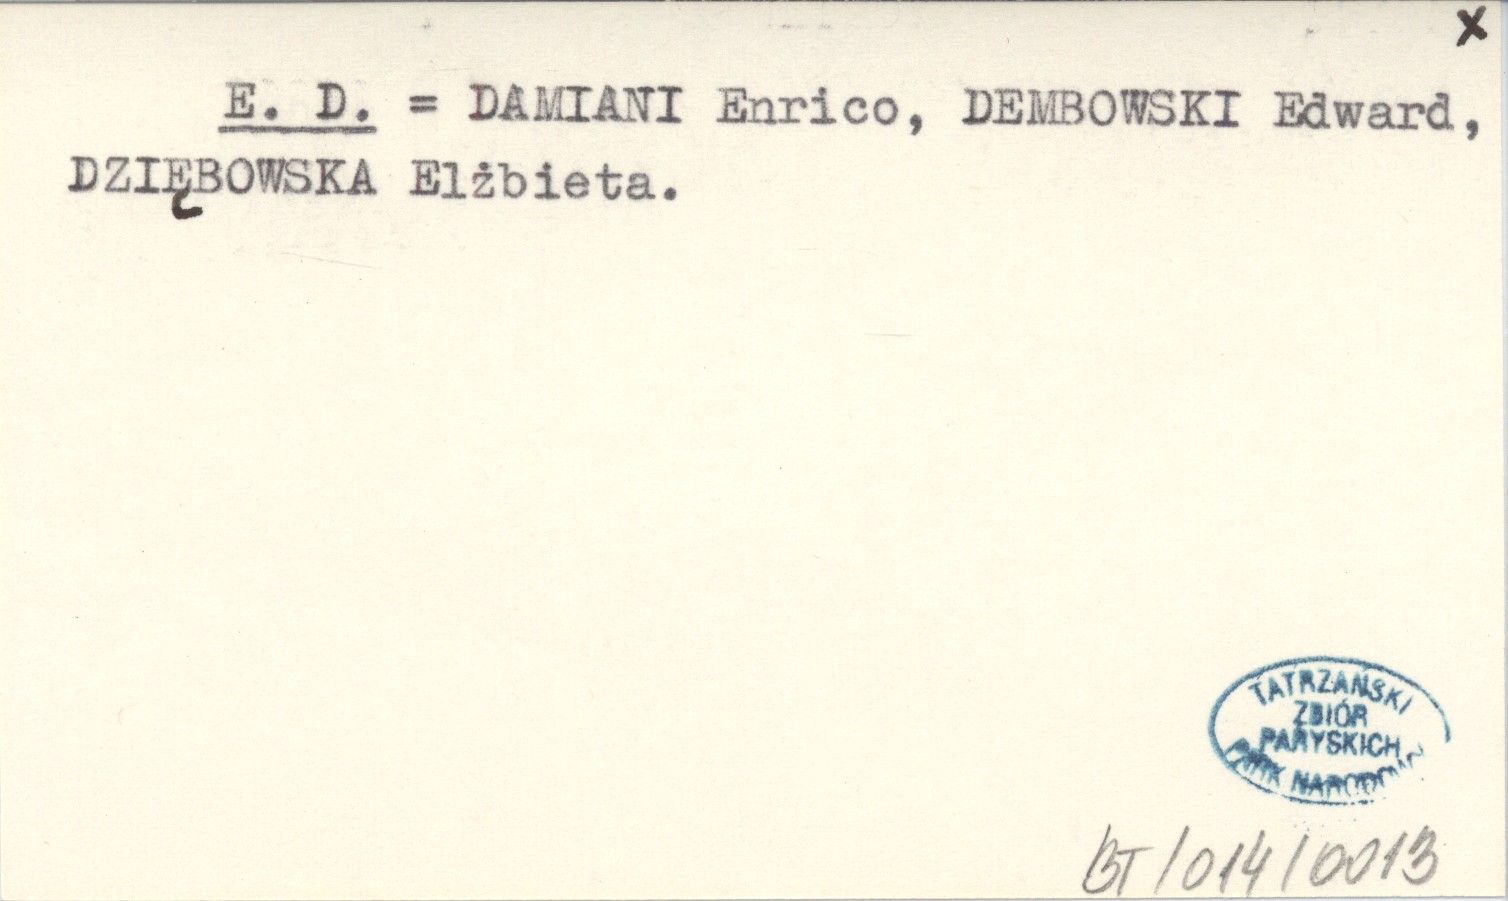 x
E. D. = DAMIANI Enrico, DEMBOWSKI Edward,
DZIĘBOWSKA Elżbieta.
TATRZAŃSKI
ZBIÓR
PARYSKICH
PARK NARODOWY
BT/014/0013